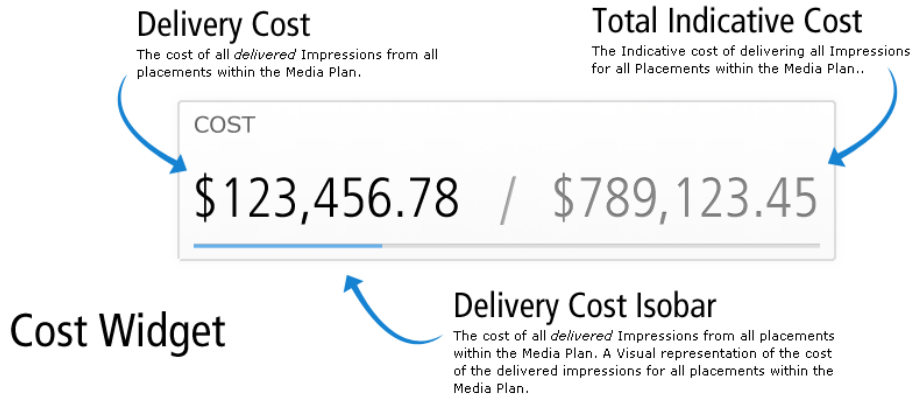 Delivery Cost
The cost of all delivered Impressions from all
placements within the Media Plan.
Total Indicative Cost
The Indicative cost of delivering all Impressions
for all Placements within the Media Plan..
COST
$123,456.78 / $789,123.45
Cost Widget
Delivery Cost Isobar
The cost of all delivered Impressions from all placements
within the Media Plan. A Visual representation of the cost
of the delivered impressions for all placements within the
Media Plan.